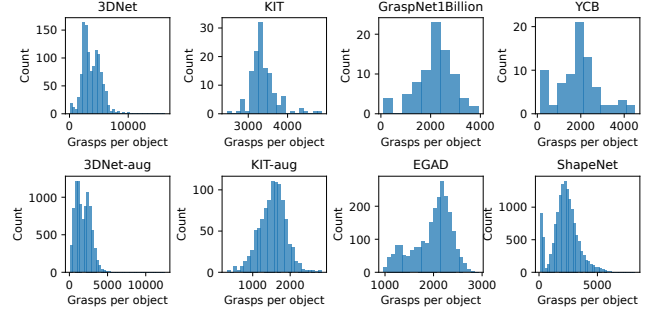 3DNet
KIT
GraspNet1Billion
YCB
150
100
50
0
Count
0
10000
Grasps per object
30
20
10
0
Count
3000
4000
Grasps per object
20
10
0
Count
0
2000
4000
Grasps per object
20
10
0
Count
0
2000
4000
Grasps per object
3DNet-aug
KIT-aug
EGAD
ShapeNet
1000
500
0
Count
0
5000
10000
Grasps per object
100
50
0
Count
1000
2000
Grasps per object
200
100
0
Count
1000
2000
3000
Grasps per object
1000
500
0
Count
0
5000
Grasps per object